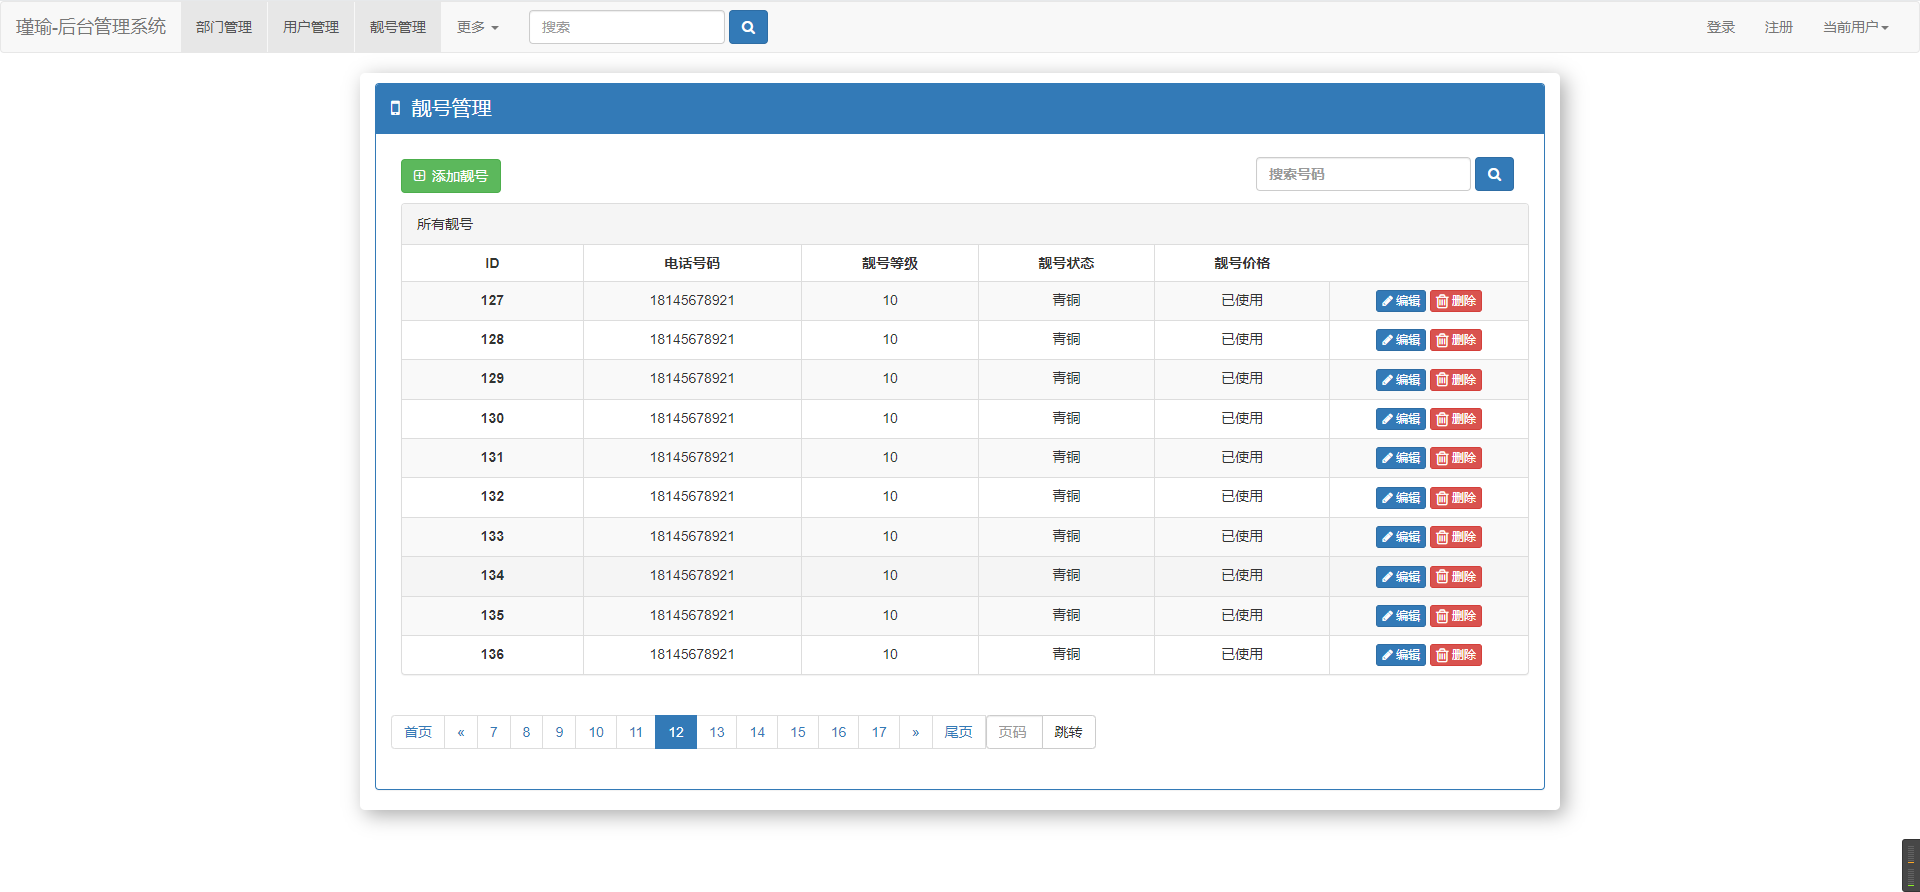 瑾瑜-后台管理系统 部门管理 用户管理 靓号管理 更多 搜索 登录 注册 当前用户
靓号管理
添加靓号 搜索号码
所有靓号
ID 电话号码 靓号等级 靓号状态 靓号价格
127 18145678921 10 青铜 已使用 编辑 删除
128 18145678921 10 青铜 已使用 编辑 删除
129 18145678921 10 青铜 已使用 编辑 删除
130 18145678921 10 青铜 已使用 编辑 删除
131 18145678921 10 青铜 已使用 编辑 删除
132 18145678921 10 青铜 已使用 编辑 删除
133 18145678921 10 青铜 已使用 编辑 删除
134 18145678921 10 青铜 已使用 编辑 删除
135 18145678921 10 青铜 已使用 编辑 删除
136 18145678921 10 青铜 已使用 编辑 删除
首页 « 7 8 9 10 11 12 13 14 15 16 17 » 尾页 页码 跳转